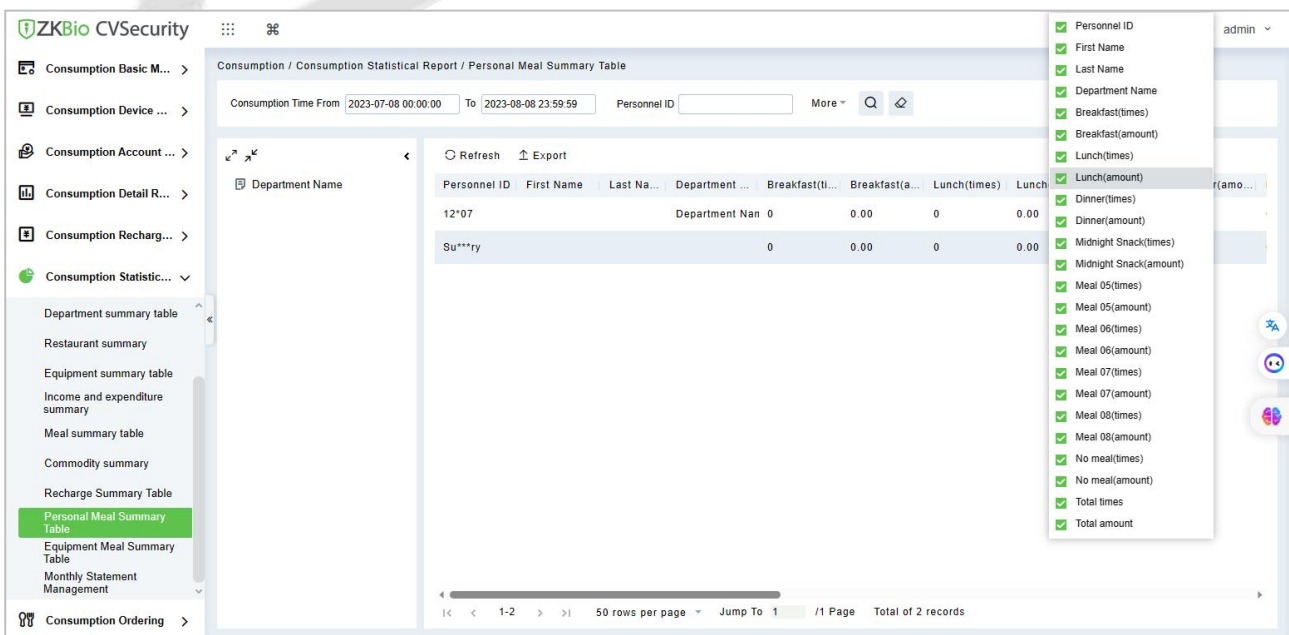 ZKBio CVSecurity
admin
Consumption Basic M...
Consumption Device ...
Consumption Account ...
Consumption Detail R...
Consumption Recharg...
Consumption Statistic...
Department summary table
Restaurant summary
Equipment summary table
Income and expenditure
summary
Meal summary table
Commodity summary
Recharge Summary Table
Personal Meal Summary
Table
Equipment Meal Summary
Table
Monthly Statement
Management
Consumption Ordering
Consumption / Consumption Statistical Report / Personal Meal Summary Table
Consumption Time From 2023-07-08 00:00:00 To 2023-08-08 23:59:59 Personnel ID More
Department Name
Refresh Export
Personnel ID First Name Last Na... Department ... Breakfast(ti... Breakfast(a... Lunch(times) Lunch r(amo...
12*07 Department Nan 0 0.00 0 0.00
Su***ry 0 0.00 0 0.00
1-2 50 rows per page Jump To 1 /1 Page Total of 2 records
Personnel ID
First Name
Last Name
Department Name
Breakfast(times)
Breakfast(amount)
Lunch(times)
Lunch(amount)
Dinner(times)
Dinner(amount)
Midnight Snack(times)
Midnight Snack(amount)
Meal 05(times)
Meal 05(amount)
Meal 06(times)
Meal 06(amount)
Meal 07(times)
Meal 07(amount)
Meal 08(times)
Meal 08(amount)
No meal(times)
No meal(amount)
Total times
Total amount